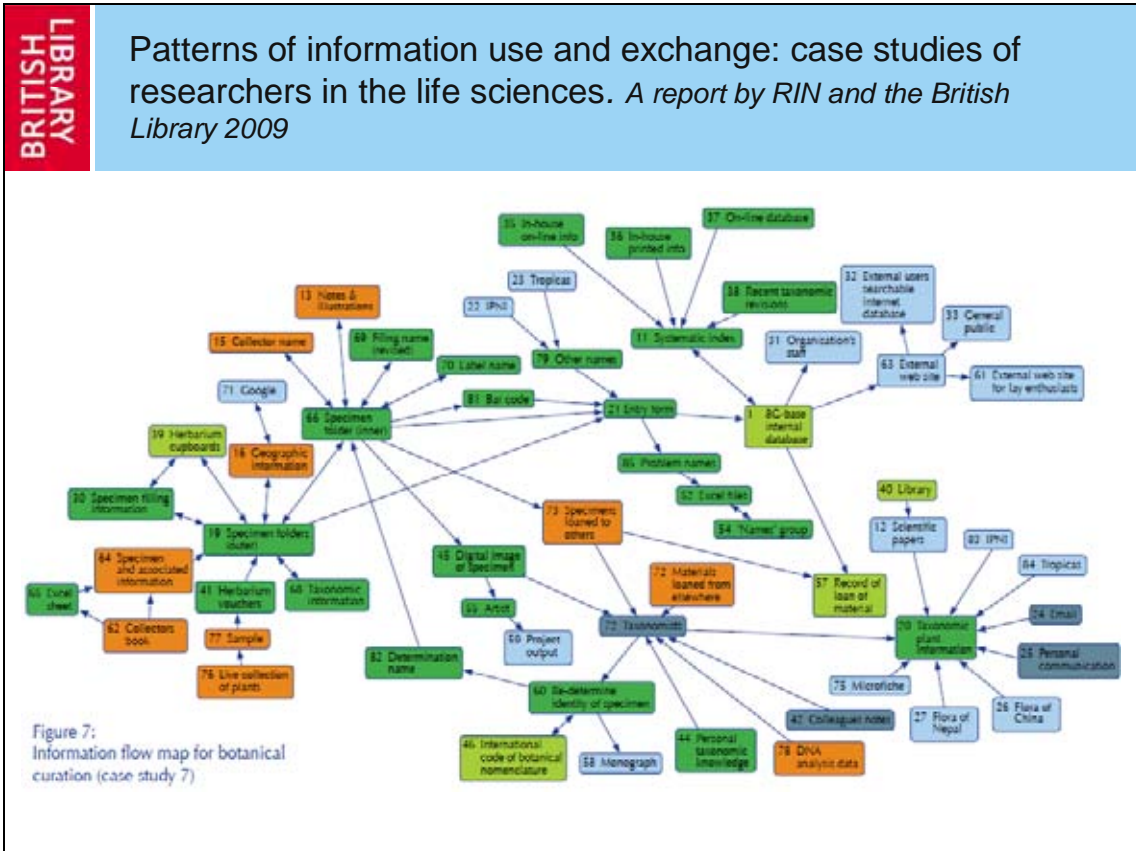 BRITISH
LIBRARY
Patterns of information use and exchange: case studies of
researchers in the life sciences. A report by RIN and the British
Library 2009
35 In-house
on-line info
36 In-house
printed info
37 On-line database
23 Tropicas
22 IPNI
38 Recent taxonomic
revisions
32 External users
searchable
internet
database
33 General
public
13 Notes &
illustrations
15 Collector name
69 Filing name
(revised)
70 Label name
71 Google
79 Other names
11 Systematic index
31 Organisation's
staff
63 External
web site
61 External web site
for lay enthusiasts
81 Bar code
66 Specimen
folder (inner)
21 Entry form
1 BG-base
internal
database
39 Herbarium
cupboards
16 Geographic
information
85 Problem names
52 Excel files
54 "Names" group
40 Library
30 Specimen filling
information
19 Specimen folders
(outer)
73 Specimens
loaned to
others
12 Scientific
papers
83 IPNI
84 Tropicas
64 Specimen
and associated
information
45 Digital image
of specimen
72 Materials
loaned from
elsewhere
57 Record of
loan of
material
65 Excel
sheet
41 Herbarium
vouchers
68 Taxonomic
information
55 Artist
72 Taxonomists
20 Taxonomic
plant
information
24 Email
25 Personal
communication
62 Collectors
book
77 Sample
59 Project
output
76 Live collection
of plants
82 Determination
name
75 Microfiche
60 Re-determine
identity of specimen
42 Colleagues notes
27 Flora of
Nepal
26 Flora of
China
46 International
code of botanical
nomenclature
58 Monograph
44 Personal
taxonomic
knowledge
78 DNA
analysis data
Figure 7:
Information flow map for botanical
curation (case study 7)